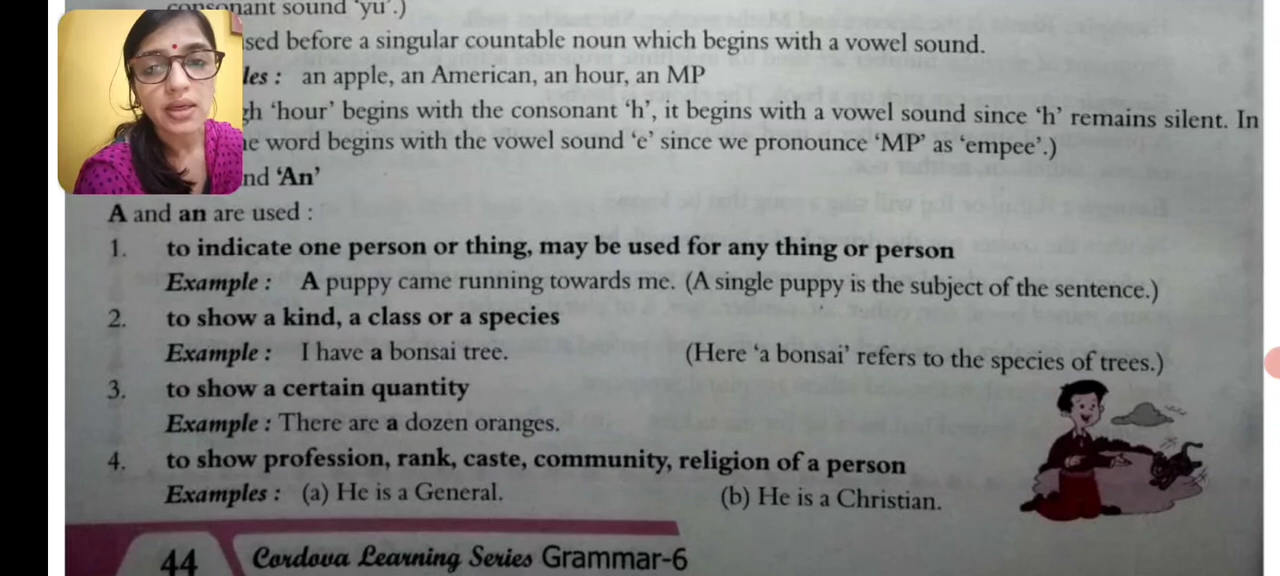 consonant sound 'yu'.)
sed before a singular countable noun which begins with a vowel sound.
les : an apple, an American, an hour, an MP
gh 'hour' begins with the consonant 'h', it begins with a vowel sound since 'h' remains silent. In
e word begins with the vowel sound 'e' since we pronounce 'MP' as 'empee'.)
nd 'An'
A and an are used :
1. to indicate one person or thing, may be used for any thing or person
Example : A puppy came running towards me. (A single puppy is the subject of the sentence.)
2. to show a kind, a class or a species
Example : I have a bonsai tree. (Here 'a bonsai' refers to the species of trees.)
3. to show a certain quantity
Example : There are a dozen oranges.
4. to show profession, rank, caste, community, religion of a person
Examples : (a) He is a General. (b) He is a Christian.
44 Cordova Learning Series Grammar-6